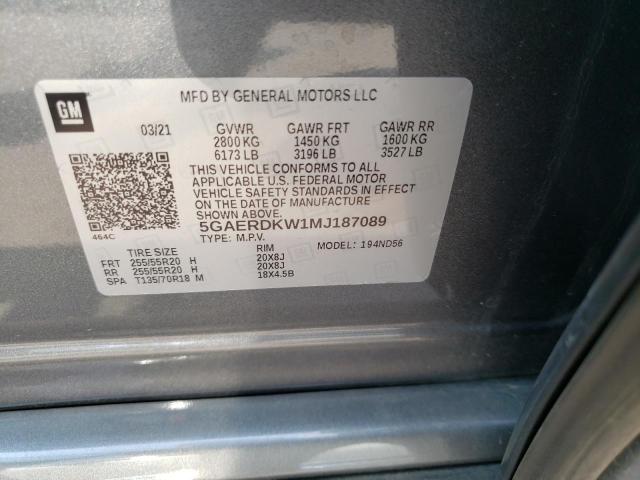 GM
MFD BY GENERAL MOTORS LLC
03/21 GVWR GAWR FRT GAWR RR
2800 KG 1450 KG 1600 KG
6173 LB 3196 LB 3527 LB
THIS VEHICLE CONFORMS TO ALL
APPLICABLE U.S. FEDERAL MOTOR
VEHICLE SAFETY STANDARDS IN EFFECT
ON THE DATE OF MANUFACTURE
SHOWN ABOVE.
464C 5GAERDKW1MJ187089
TYPE: M.P.V. MODEL: 194ND56
TIRE SIZE RIM
FRT 255/55R20 H 20X8J
RR 255/55R20 H 20X8J
SPA T135/70R18 M 18X4.5B